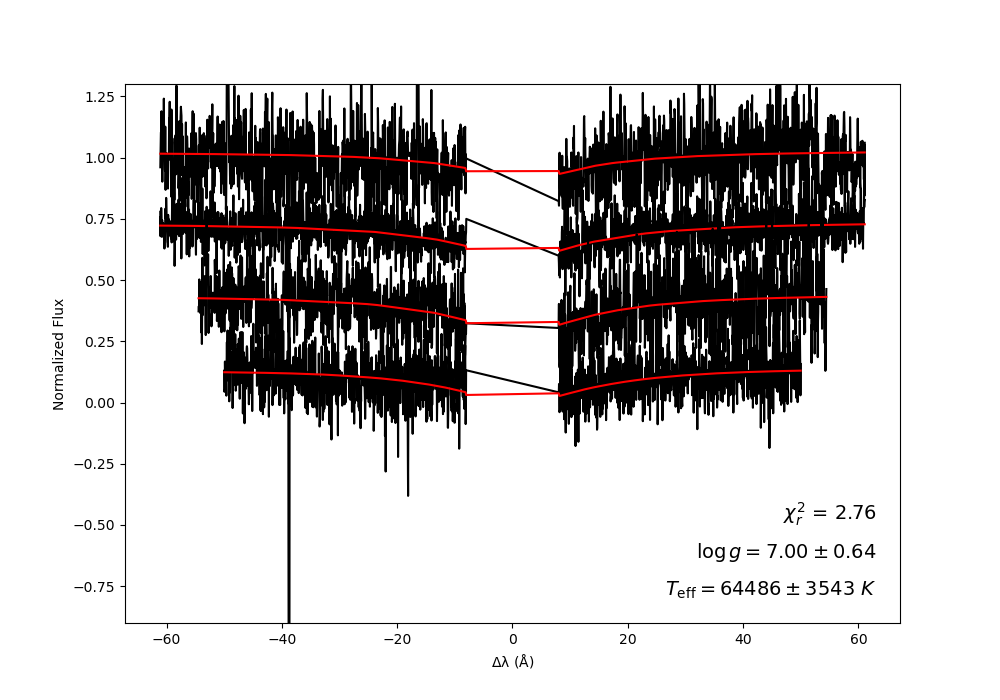 1.25
1.00
0.75
0.50
0.25
0.00
−0.25
−0.50
−0.75
Normalized Flux
χ²ᵣ = 2.76
log g = 7.00 ± 0.64
T_eff = 64486 ± 3543 K
−60 −40 −20 0 20 40 60
Δλ (Å)